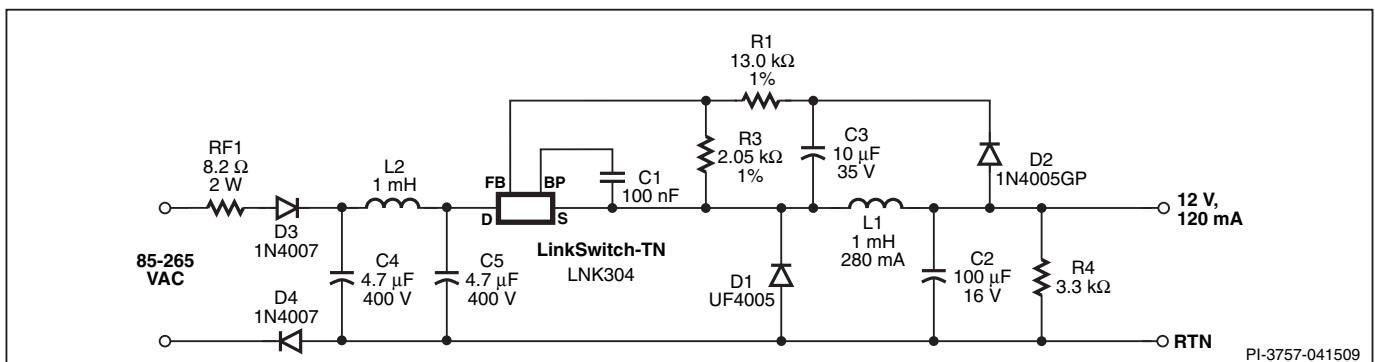 R1
13.0 kΩ
1%
RF1
8.2 Ω
2 W
L2
1 mH
FB
BP
D
S
C1
100 nF
R3
2.05 kΩ
1%
C3
10 µF
35 V
D2
1N4005GP
D3
1N4007
LinkSwitch-TN
LNK304
L1
1 mH
280 mA
12 V,
120 mA
85-265
VAC
C4
4.7 µF
400 V
C5
4.7 µF
400 V
D1
UF4005
C2
100 µF
16 V
R4
3.3 kΩ
D4
1N4007
RTN
PI-3757-041509